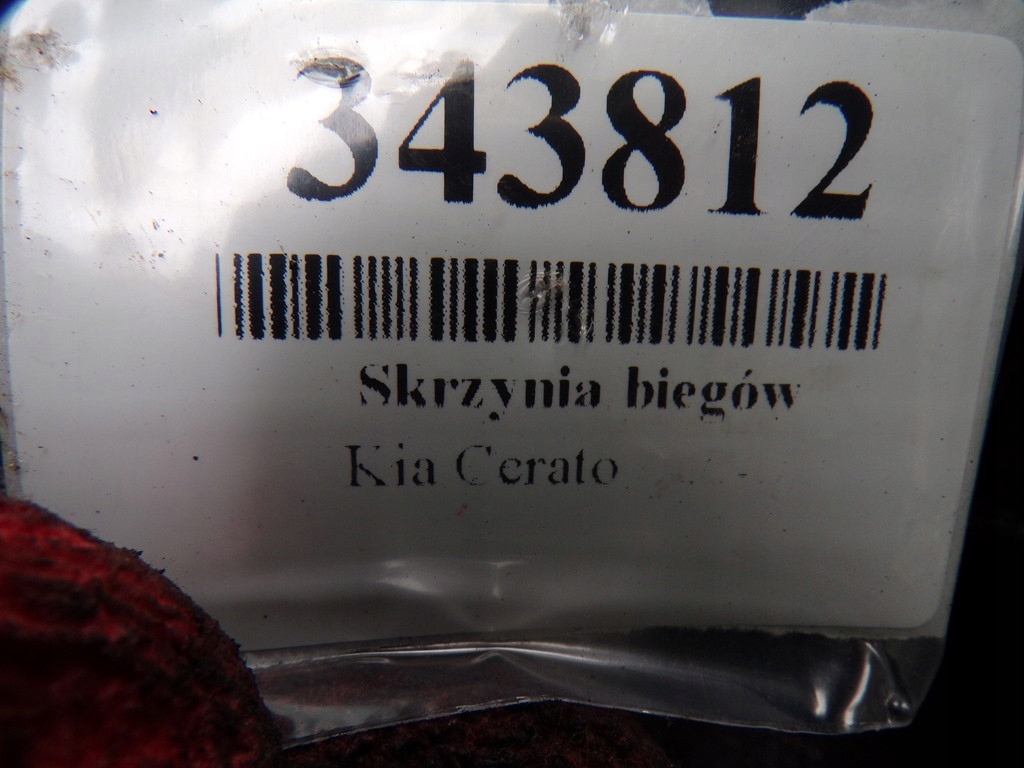 343812
Skrzynia biegów
Kia Cerato